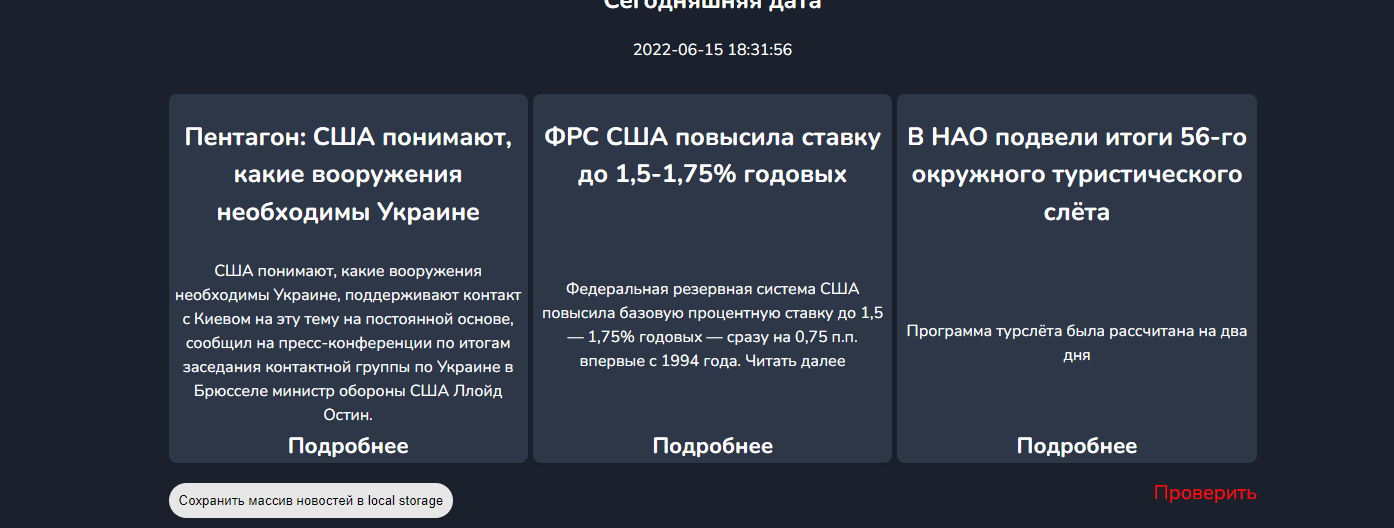 Сегодняшняя дата
2022-06-15 18:31:56
Пентагон: США понимают,
какие вооружения
необходимы Украине
США понимают, какие вооружения
необходимы Украине, поддерживают контакт
с Киевом на эту тему на постоянной основе,
сообщил на пресс-конференции по итогам
заседания контактной группы по Украине в
Брюсселе министр обороны США Ллойд
Остин.
Подробнее
ФРС США повысила ставку
до 1,5-1,75% годовых
Федеральная резервная система США
повысила базовую процентную ставку до 1,5
— 1,75% годовых — сразу на 0,75 п.п.
впервые с 1994 года. Читать далее
Подробнее
В НАО подвели итоги 56-го
окружного туристического
слёта
Программа турслёта была рассчитана на два
дня
Подробнее
Сохранить массив новостей в local storage
Проверить